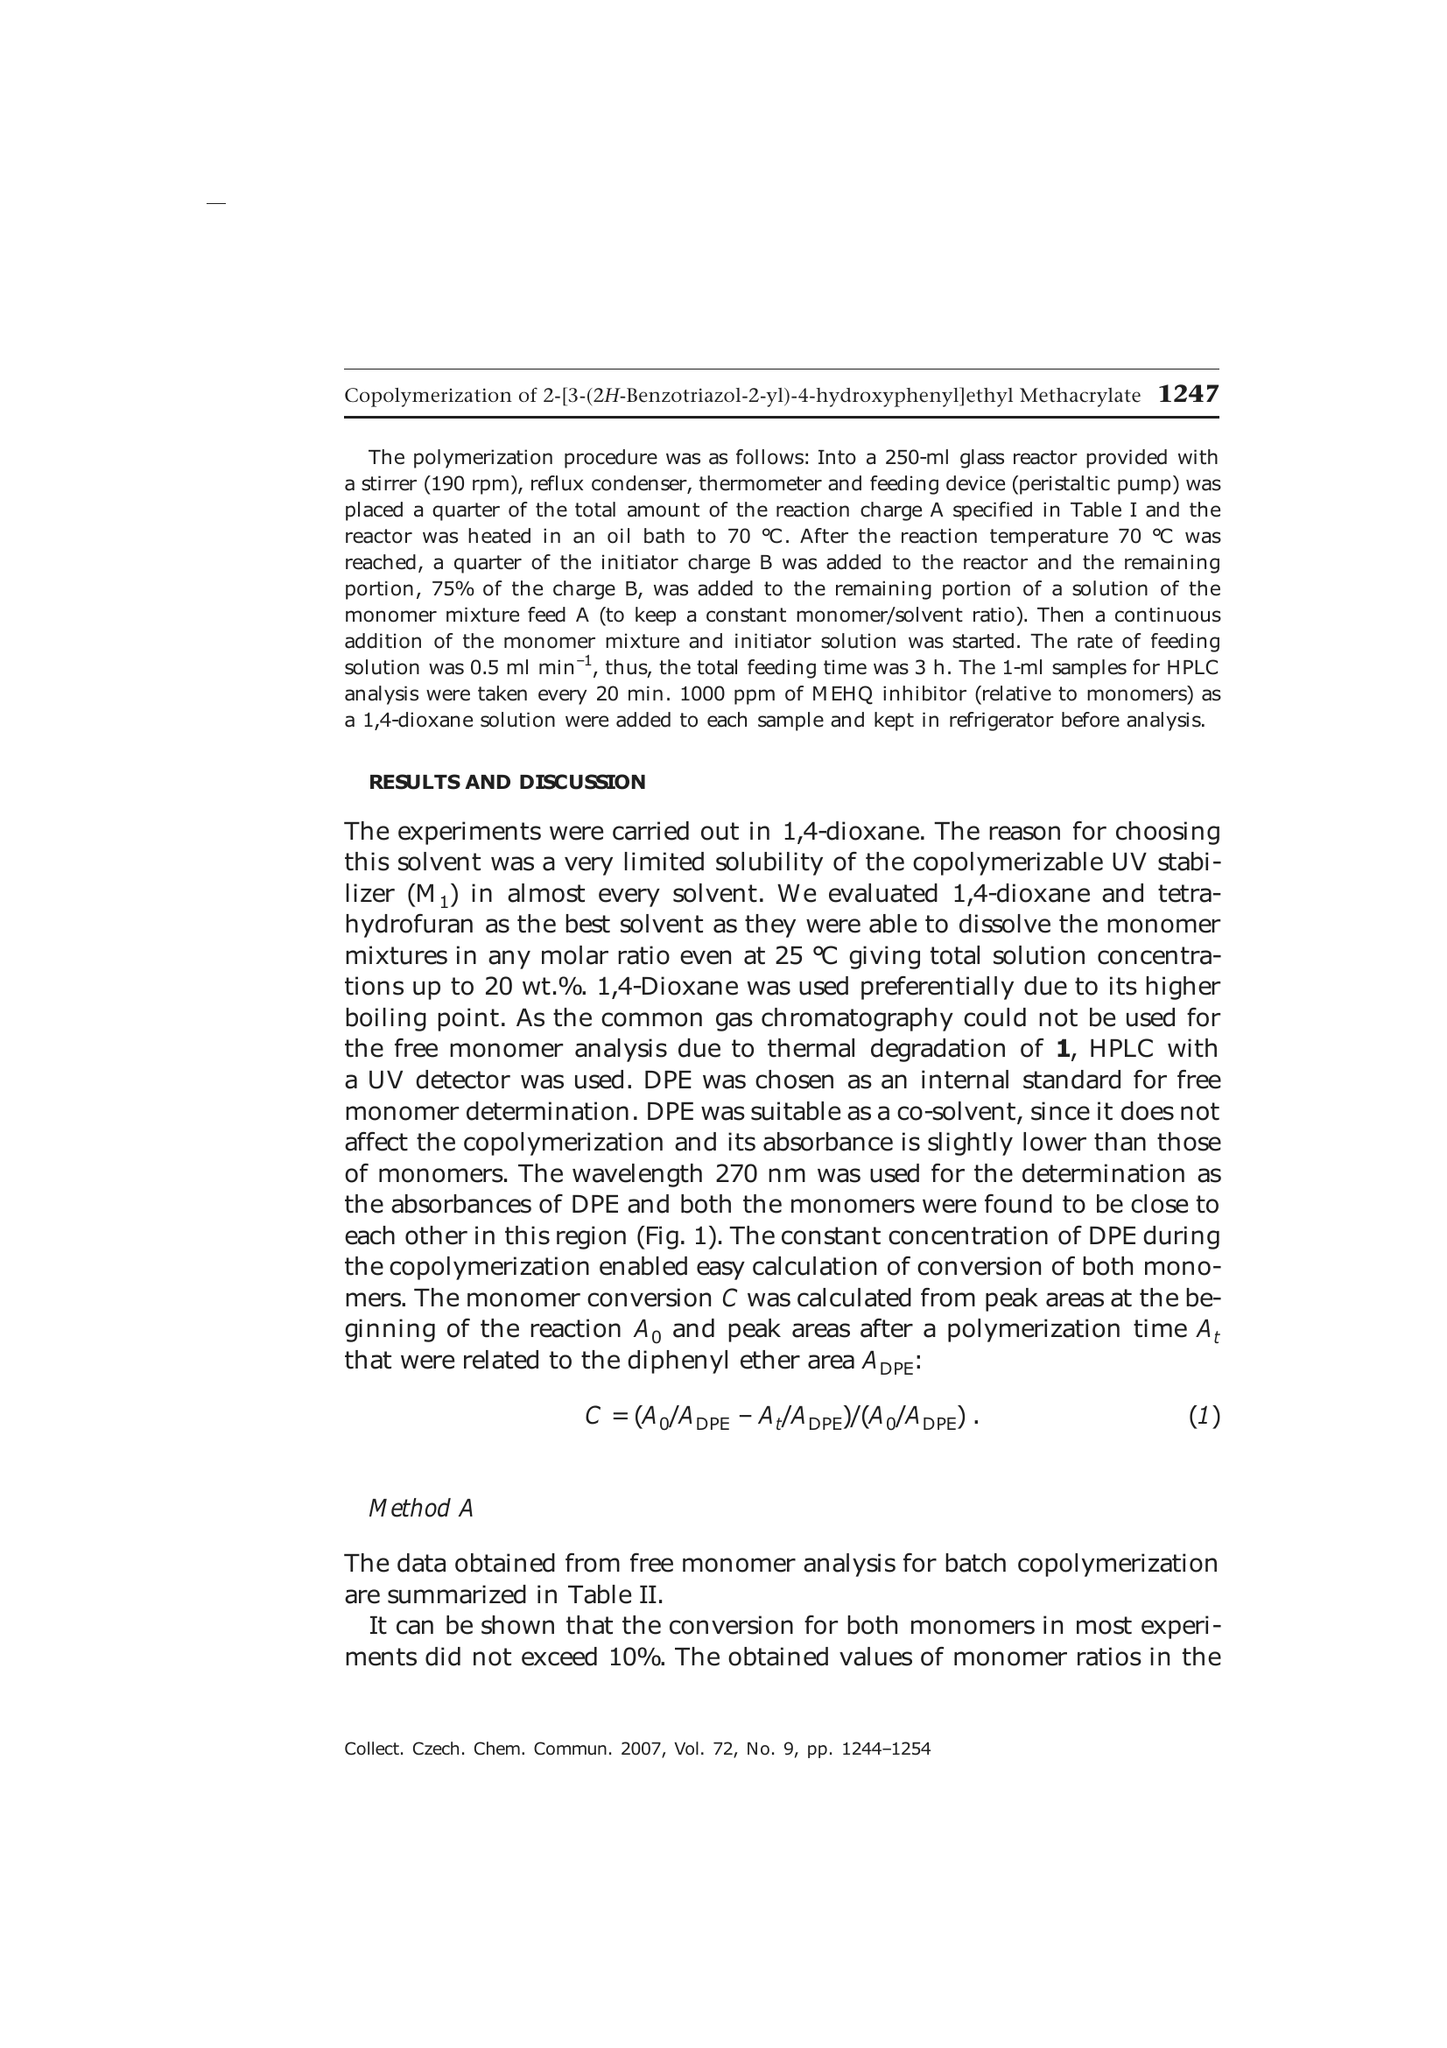 Copolymerization of 2-[3-(2H-Benzotriazol-2-yl)-4-hydroxyphenyl]ethyl Methacrylate 1247
The polymerization procedure was as follows: Into a 250-ml glass reactor provided with
a stirrer (190 rpm), reflux condenser, thermometer and feeding device (peristaltic pump) was
placed a quarter of the total amount of the reaction charge A specified in Table I and the
reactor was heated in an oil bath to 70 °C. After the reaction temperature 70 °C was
reached, a quarter of the initiator charge B was added to the reactor and the remaining
portion, 75% of the charge B, was added to the remaining portion of a solution of the
monomer mixture feed A (to keep a constant monomer/solvent ratio). Then a continuous
addition of the monomer mixture and initiator solution was started. The rate of feeding
solution was 0.5 ml min⁻¹, thus, the total feeding time was 3 h. The 1-ml samples for HPLC
analysis were taken every 20 min. 1000 ppm of MEHQ inhibitor (relative to monomers) as
a 1,4-dioxane solution were added to each sample and kept in refrigerator before analysis.
RESULTS AND DISCUSSION
The experiments were carried out in 1,4-dioxane. The reason for choosing
this solvent was a very limited solubility of the copolymerizable UV stabi-
lizer (M₁) in almost every solvent. We evaluated 1,4-dioxane and tetra-
hydrofuran as the best solvent as they were able to dissolve the monomer
mixtures in any molar ratio even at 25 °C giving total solution concentra-
tions up to 20 wt.%. 1,4-Dioxane was used preferentially due to its higher
boiling point. As the common gas chromatography could not be used for
the free monomer analysis due to thermal degradation of 1, HPLC with
a UV detector was used. DPE was chosen as an internal standard for free
monomer determination. DPE was suitable as a co-solvent, since it does not
affect the copolymerization and its absorbance is slightly lower than those
of monomers. The wavelength 270 nm was used for the determination as
the absorbances of DPE and both the monomers were found to be close to
each other in this region (Fig. 1). The constant concentration of DPE during
the copolymerization enabled easy calculation of conversion of both mono-
mers. The monomer conversion C was calculated from peak areas at the be-
ginning of the reaction A₀ and peak areas after a polymerization time Aₜ
that were related to the diphenyl ether area A_DPE:
C = (A₀/A_DPE – Aₜ/A_DPE)/(A₀/A_DPE) . (1)
Method A
The data obtained from free monomer analysis for batch copolymerization
are summarized in Table II.
It can be shown that the conversion for both monomers in most experi-
ments did not exceed 10%. The obtained values of monomer ratios in the
Collect. Czech. Chem. Commun. 2007, Vol. 72, No. 9, pp. 1244–1254